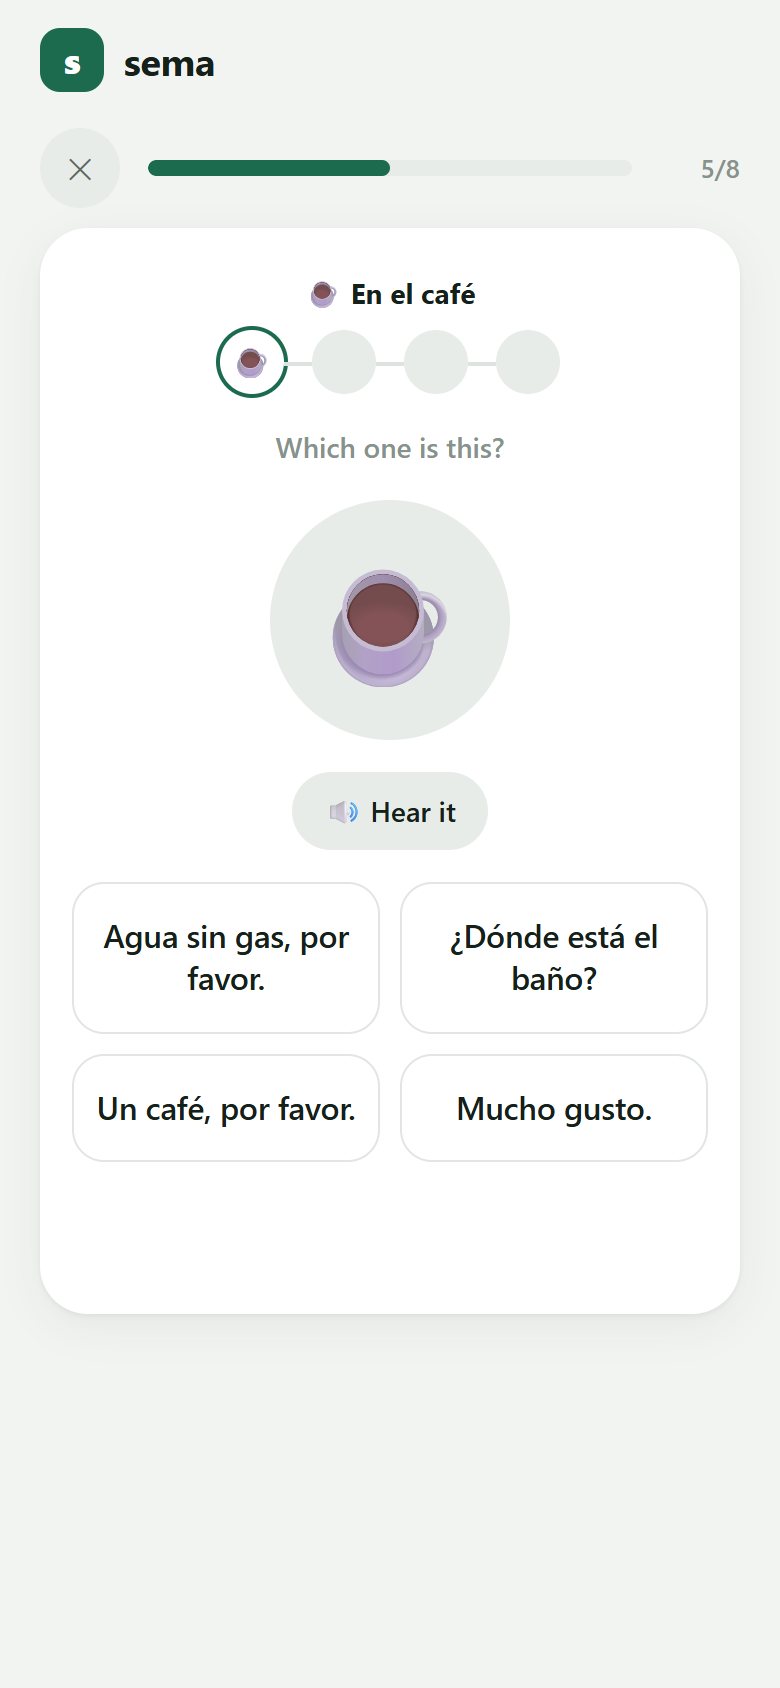 s sema
5/8
En el café
Which one is this?
Hear it
Agua sin gas, por
favor.
¿Dónde está el
baño?
Un café, por favor.
Mucho gusto.